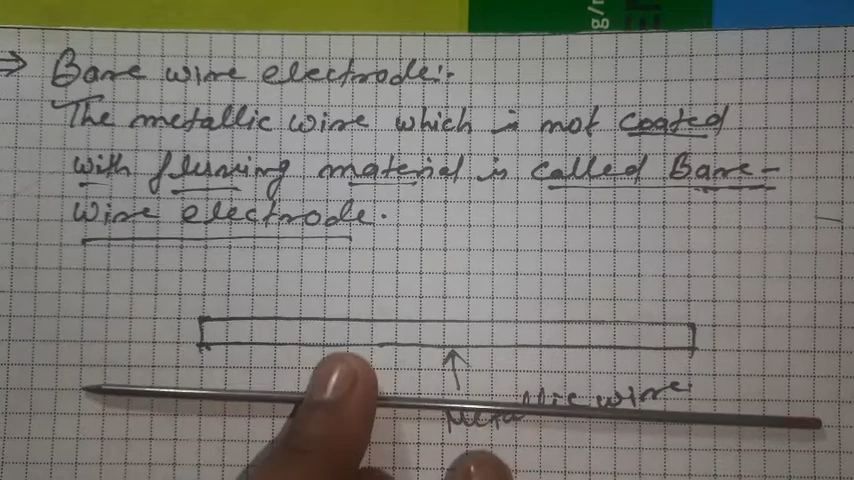 g/m
⇒ Bare wire electrode:-
The metallic wire which is not coated
with fluxing material is called Bare-
wire electrode.
Metallic wire